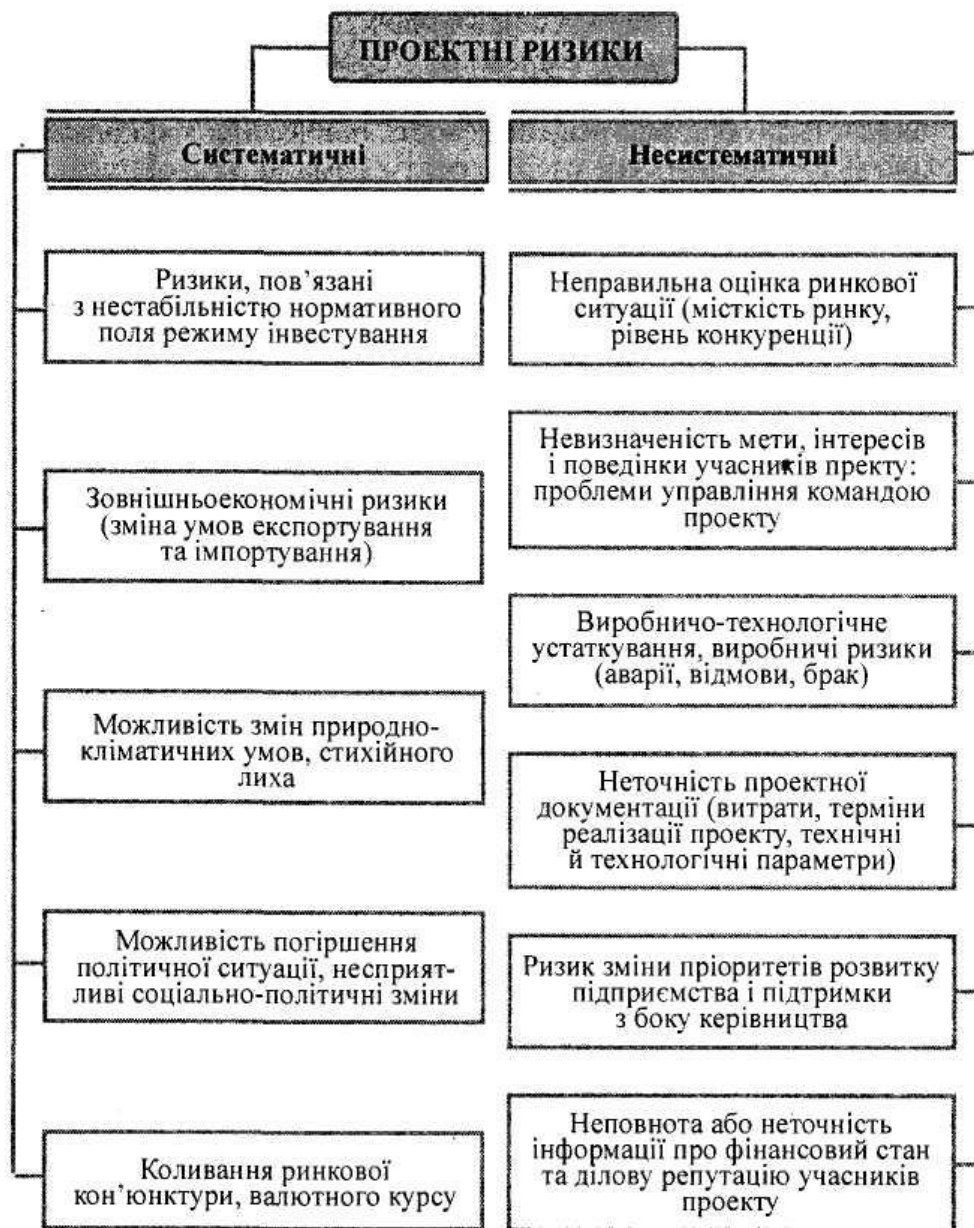 ПРОЕКТНІ РИЗИКИ
Систематичні
Ризики, пов’язані
з нестабільністю нормативного
поля режиму інвестування
Зовнішньоекономічні ризики
(зміна умов експортування
та імпортування)
Можливість змін природно-
кліматичних умов, стихійного
лиха
Можливість погіршення
політичної ситуації, несприят-
ливі соціально-політичні зміни
Коливання ринкової
кон’юнктури, валютного курсу
Несистематичні
Неправильна оцінка ринкової
ситуації (місткість ринку,
рівень конкуренції)
Невизначеність мети, інтересів
і поведінки учасників пректу:
проблеми управління командою
проекту
Виробничо-технологічне
устаткування, виробничі ризики
(аварії, відмови, брак)
Неточність проектної
документації (витрати, терміни
реалізації проекту, технічні
й технологічні параметри)
Ризик зміни пріоритетів розвитку
підприємства і підтримки
з боку керівництва
Неповнота або неточність
інформації про фінансовий стан
та ділову репутацію учасників
проекту